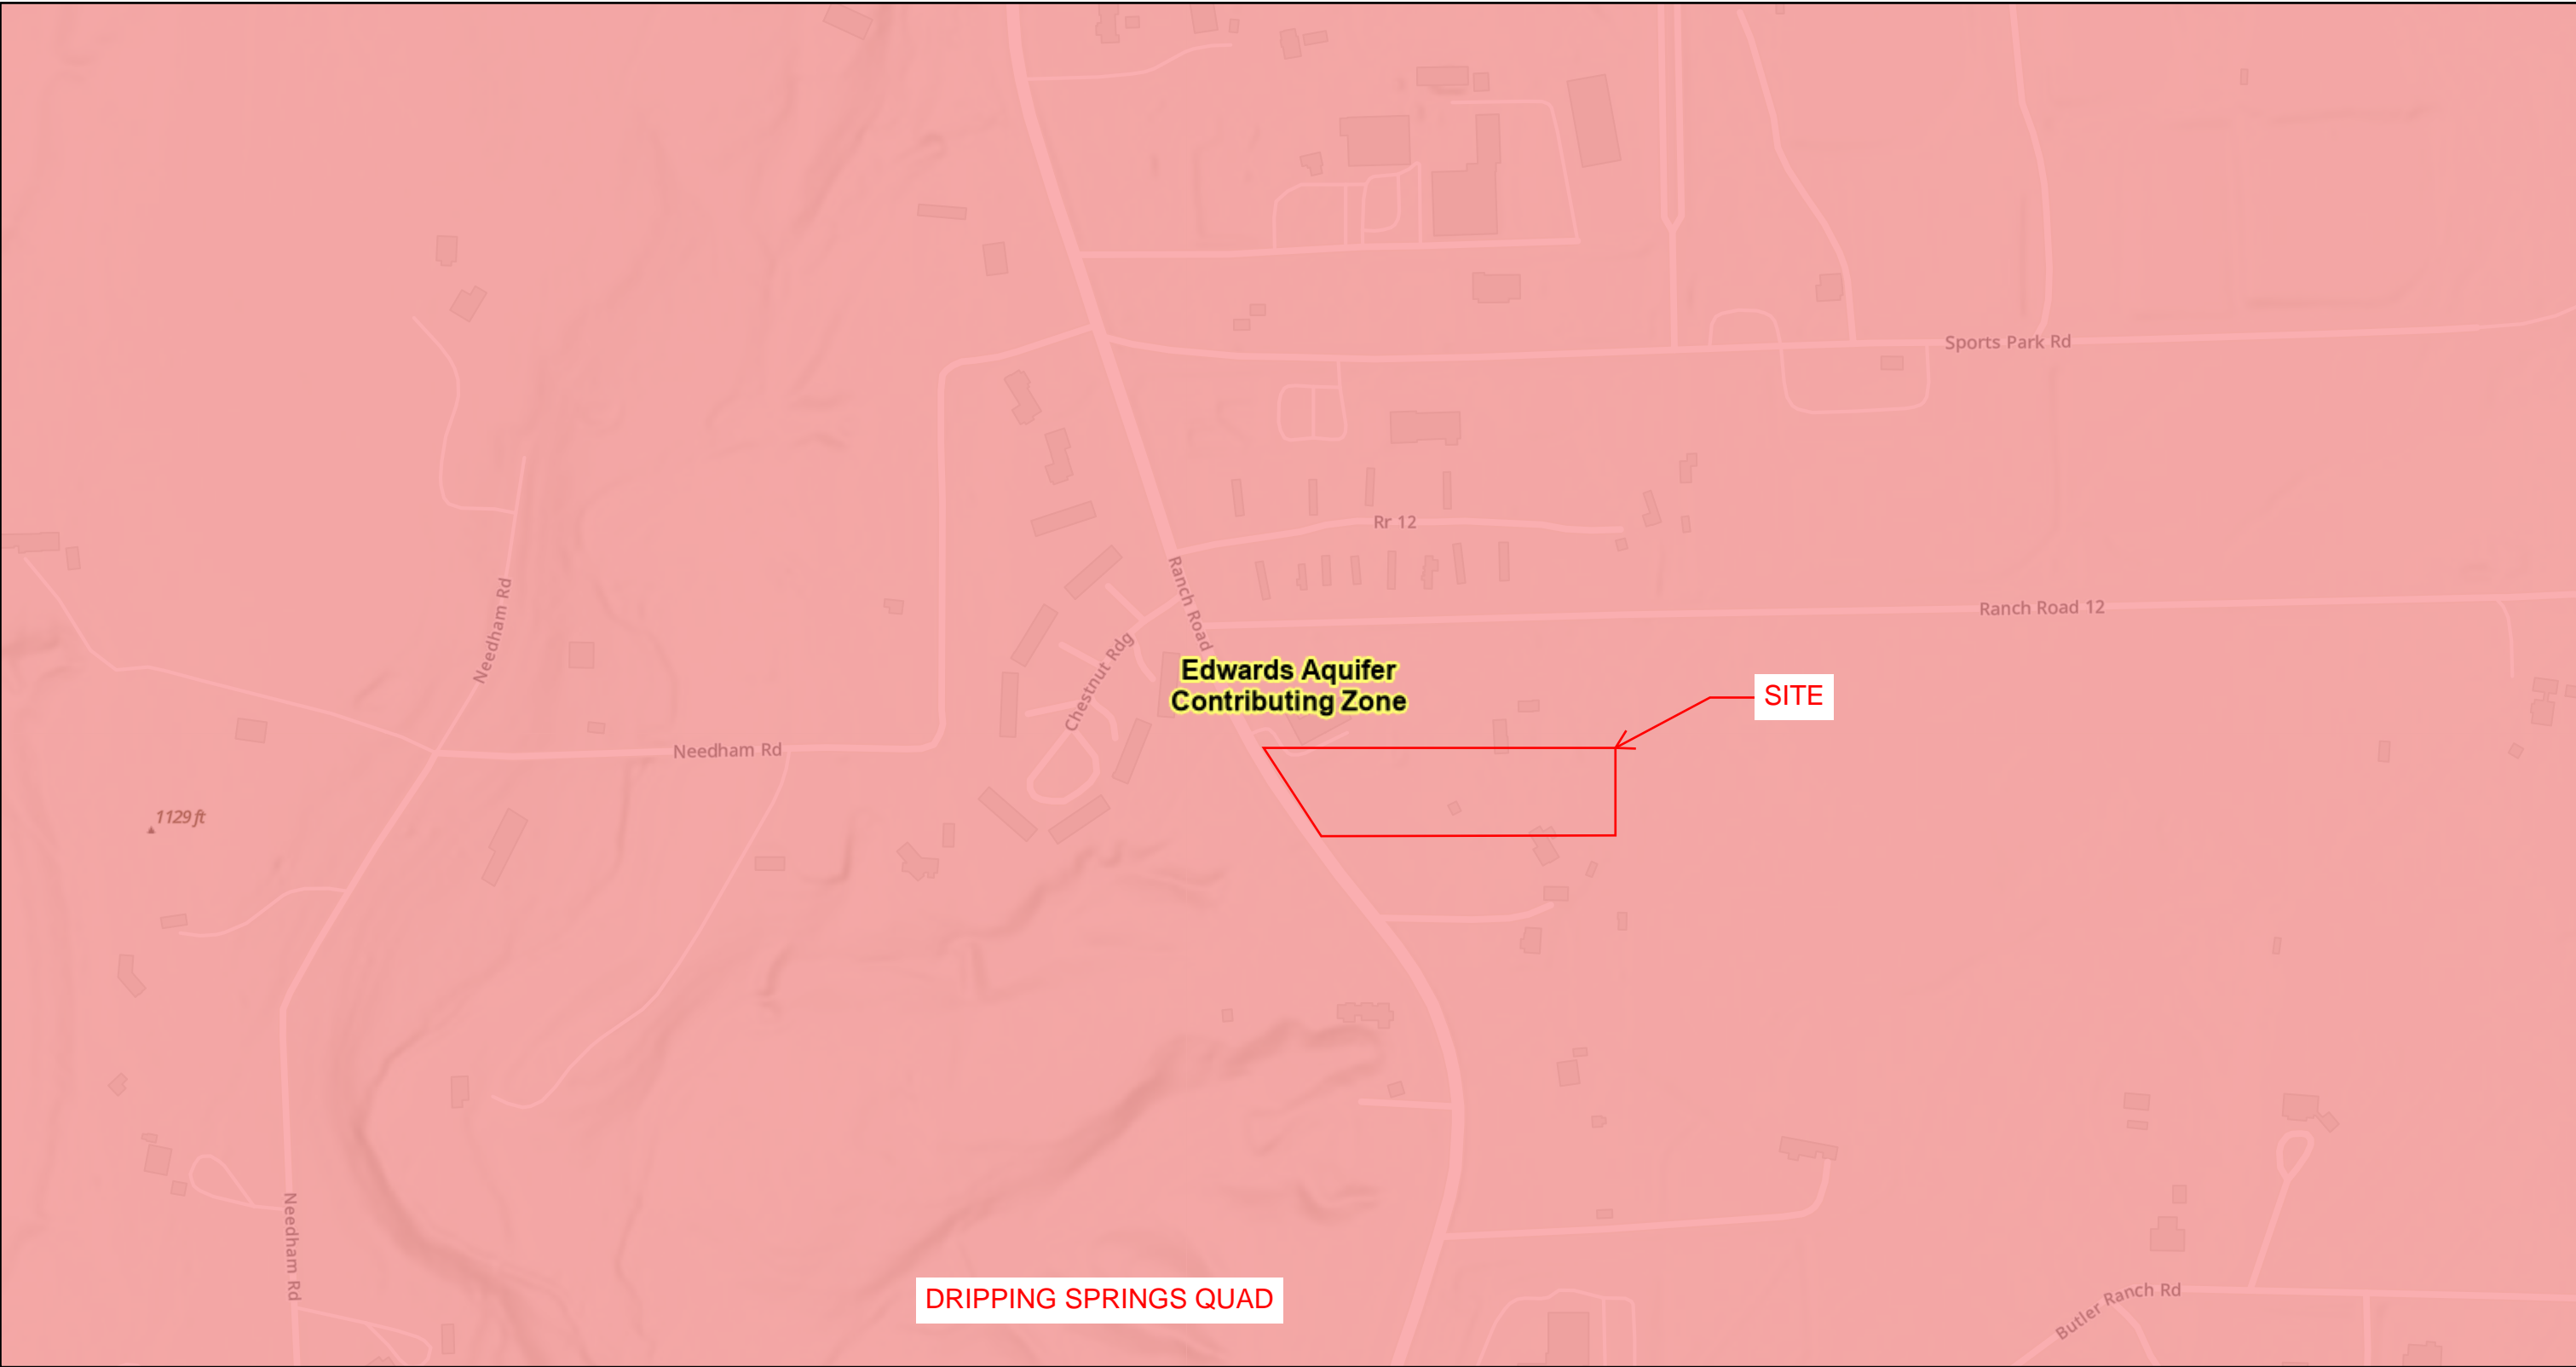 Sports Park Rd
Rr 12
Ranch Road
Ranch Road 12
Needham Rd
Chestnut Rdg
Edwards Aquifer
Contributing Zone
SITE
Needham Rd
1129 ft
Needham Rd
DRIPPING SPRINGS QUAD
Butler Ranch Rd